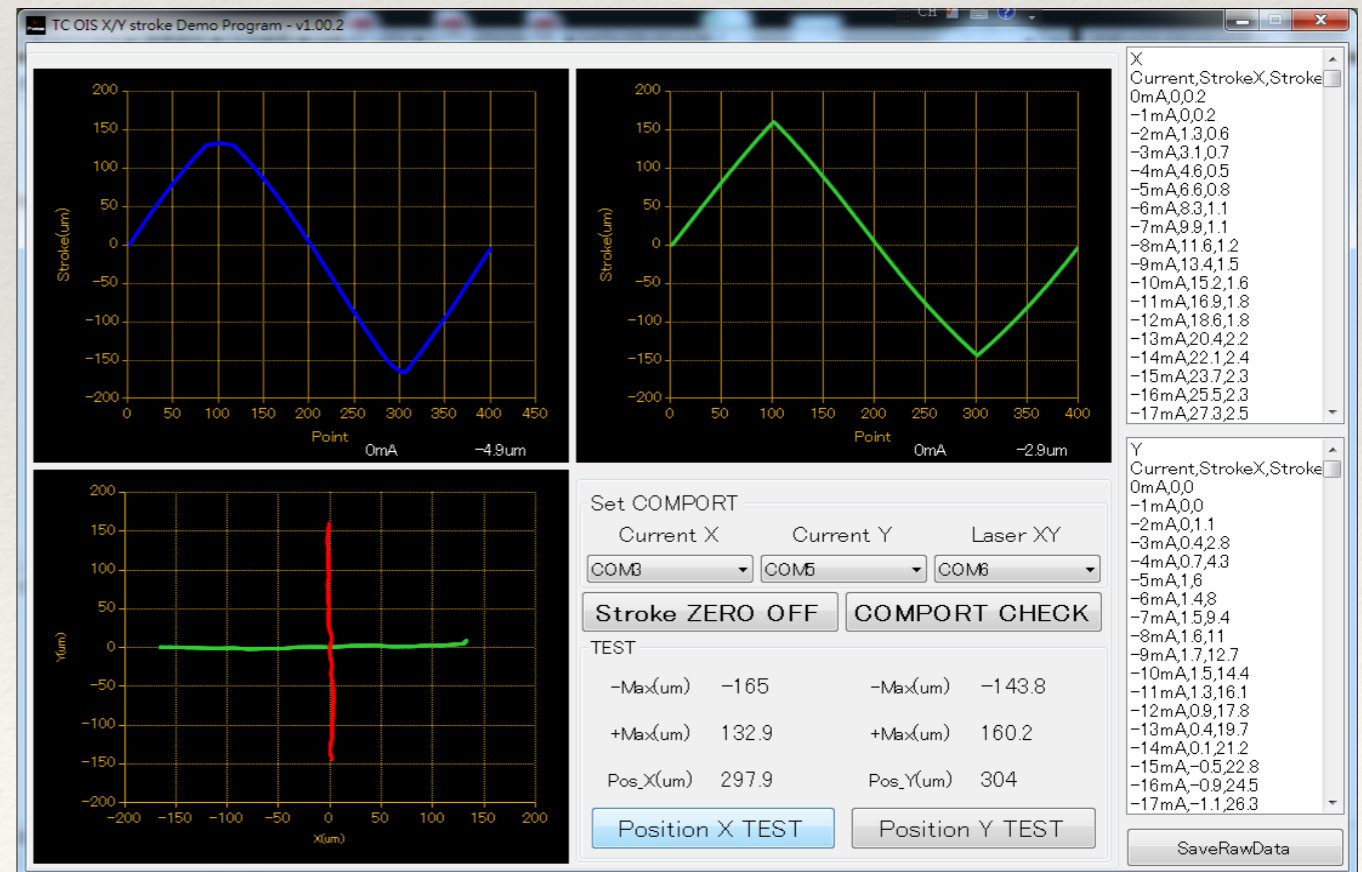 TC OIS X/Y stroke Demo Program - v1.00.2
CH
200
150
100
50
0
-50
-100
-150
-200
Stroke(um)
0 50 100 150 200 250 300 350 400 450
Point
0mA -4.9um
200
150
100
50
0
-50
-100
-150
-200
Stroke(um)
0 50 100 150 200 250 300 350 400
Point
0mA -2.9um
200
150
100
50
0
-50
-100
-150
-200
Y(um)
-200 -150 -100 -50 0 50 100 150 200
X(um)
Set COMPORT
Current X Current Y Laser XY
COM3 COM5 COM6
Stroke ZERO OFF COMPORT CHECK
TEST
-Max(um) -165 -Max(um) -143.8
+Max(um) 132.9 +Max(um) 160.2
Pos_X(um) 297.9 Pos_Y(um) 304
Position X TEST Position Y TEST
X
Current,StrokeX,Stroke
0mA,0,0.2
-1mA,0,0.2
-2mA,1.3,0.6
-3mA,3.1,0.7
-4mA,4.6,0.5
-5mA,6.6,0.8
-6mA,8.3,1.1
-7mA,9.9,1.1
-8mA,11.6,1.2
-9mA,13.4,1.5
-10mA,15.2,1.6
-11mA,16.9,1.8
-12mA,18.6,1.8
-13mA,20.4,2.2
-14mA,22.1,2.4
-15mA,23.7,2.3
-16mA,25.5,2.3
-17mA,27.3,2.5
Y
Current,StrokeX,Stroke
0mA,0,0
-1mA,0,0
-2mA,0,1.1
-3mA,0.4,2.8
-4mA,0.7,4.3
-5mA,1,6
-6mA,1.4,8
-7mA,1.5,9.4
-8mA,1.6,11
-9mA,1.7,12.7
-10mA,1.5,14.4
-11mA,1.3,16.1
-12mA,0.9,17.8
-13mA,0.4,19.7
-14mA,0.1,21.2
-15mA,-0.5,22.8
-16mA,-0.9,24.5
-17mA,-1.1,26.3
SaveRawData